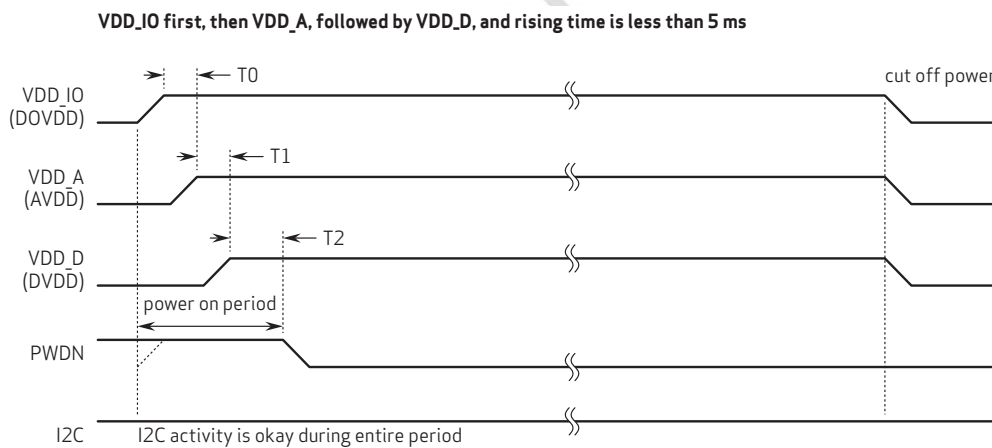 VDD_IO first, then VDD_A, followed by VDD_D, and rising time is less than 5 ms
T0
cut off power
VDD_IO
(DOVDD)
T1
VDD_A
(AVDD)
T2
VDD_D
(DVDD)
power on period
PWDN
I2C
I2C activity is okay during entire period